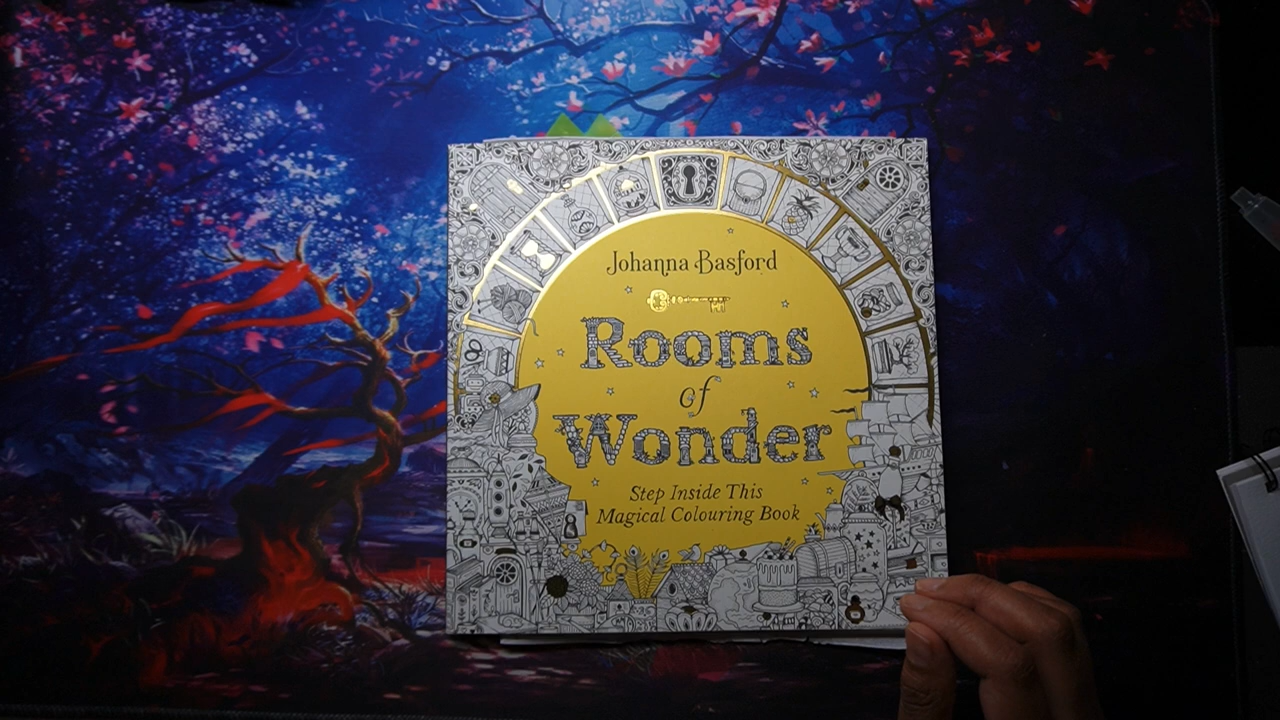 Johanna Basford
Rooms
of
Wonder
Step Inside This
Magical Colouring Book